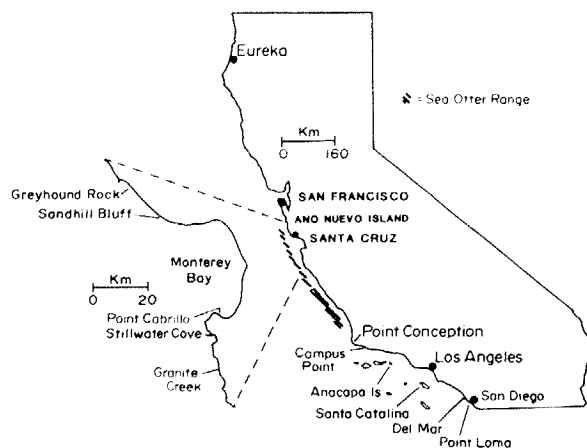 Eureka
= Sea Otter Range
Km
0 160
Greyhound Rock
Sandhill Bluff
SAN FRANCISCO
ANO NUEVO ISLAND
SANTA CRUZ
Monterey
Bay
Km
0 20
Point Cabrillo
Stillwater Cove
Granite
Creek
Point Conception
Campus
Point
Los Angeles
Anacapa Is
Santa Catalina
San Diego
Del Mar
Point Loma